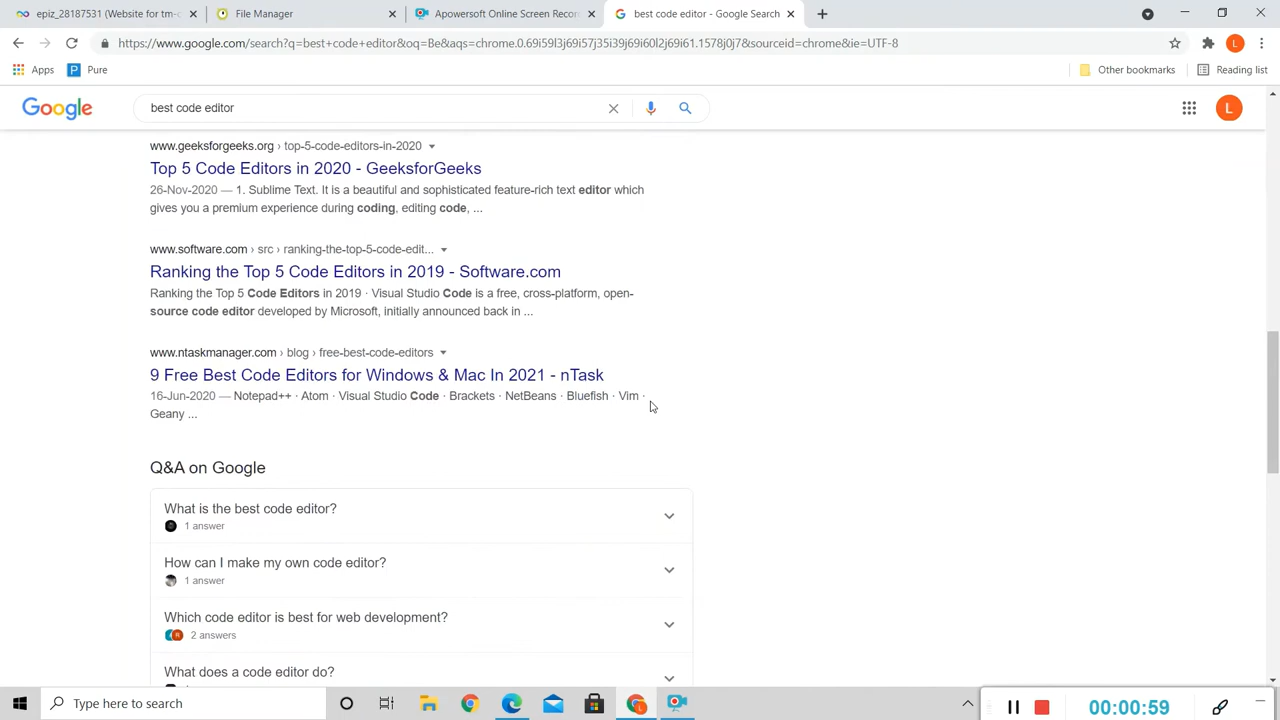 epiz_28187531 (Website for tm-c
File Manager
Apowersoft Online Screen Recor
best code editor - Google Search
https://www.google.com/search?q=best+code+editor&oq=Be&aqs=chrome.0.69i59l3j69i57j35i39j69i60l2j69i61.1578j0j7&sourceid=chrome&ie=UTF-8
Apps
Pure
Other bookmarks
Reading list
Google
best code editor
L
L
www.geeksforgeeks.org › top-5-code-editors-in-2020
Top 5 Code Editors in 2020 - GeeksforGeeks
26-Nov-2020 — 1. Sublime Text. It is a beautiful and sophisticated feature-rich text editor which
gives you a premium experience during coding, editing code, ...
www.software.com › src › ranking-the-top-5-code-edit...
Ranking the Top 5 Code Editors in 2019 - Software.com
Ranking the Top 5 Code Editors in 2019 · Visual Studio Code is a free, cross-platform, open-
source code editor developed by Microsoft, initially announced back in ...
www.ntaskmanager.com › blog › free-best-code-editors
9 Free Best Code Editors for Windows & Mac In 2021 - nTask
16-Jun-2020 — Notepad++ · Atom · Visual Studio Code · Brackets · NetBeans · Bluefish · Vim ·
Geany ...
Q&A on Google
What is the best code editor?
1 answer
How can I make my own code editor?
1 answer
Which code editor is best for web development?
2 answers
What does a code editor do?
Type here to search
00:00:59